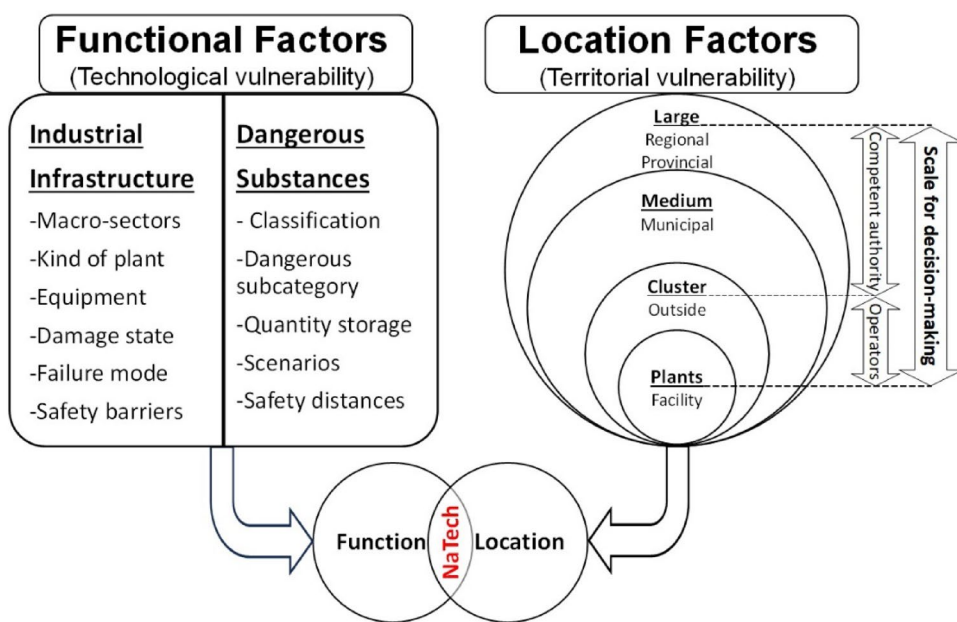 Functional Factors
(Technological vulnerability)
Industrial
Infrastructure
-Macro-sectors
-Kind of plant
-Equipment
-Damage state
-Failure mode
-Safety barriers
Dangerous
Substances
- Classification
-Dangerous
subcategory
-Quantity storage
-Scenarios
-Safety distances
Location Factors
(Territorial vulnerability)
Large
Regional
Provincial
Medium
Municipal
Cluster
Outside
Plants
Facility
Competent authority
Operators
Scale for decision-making
Function
NaTech
Location